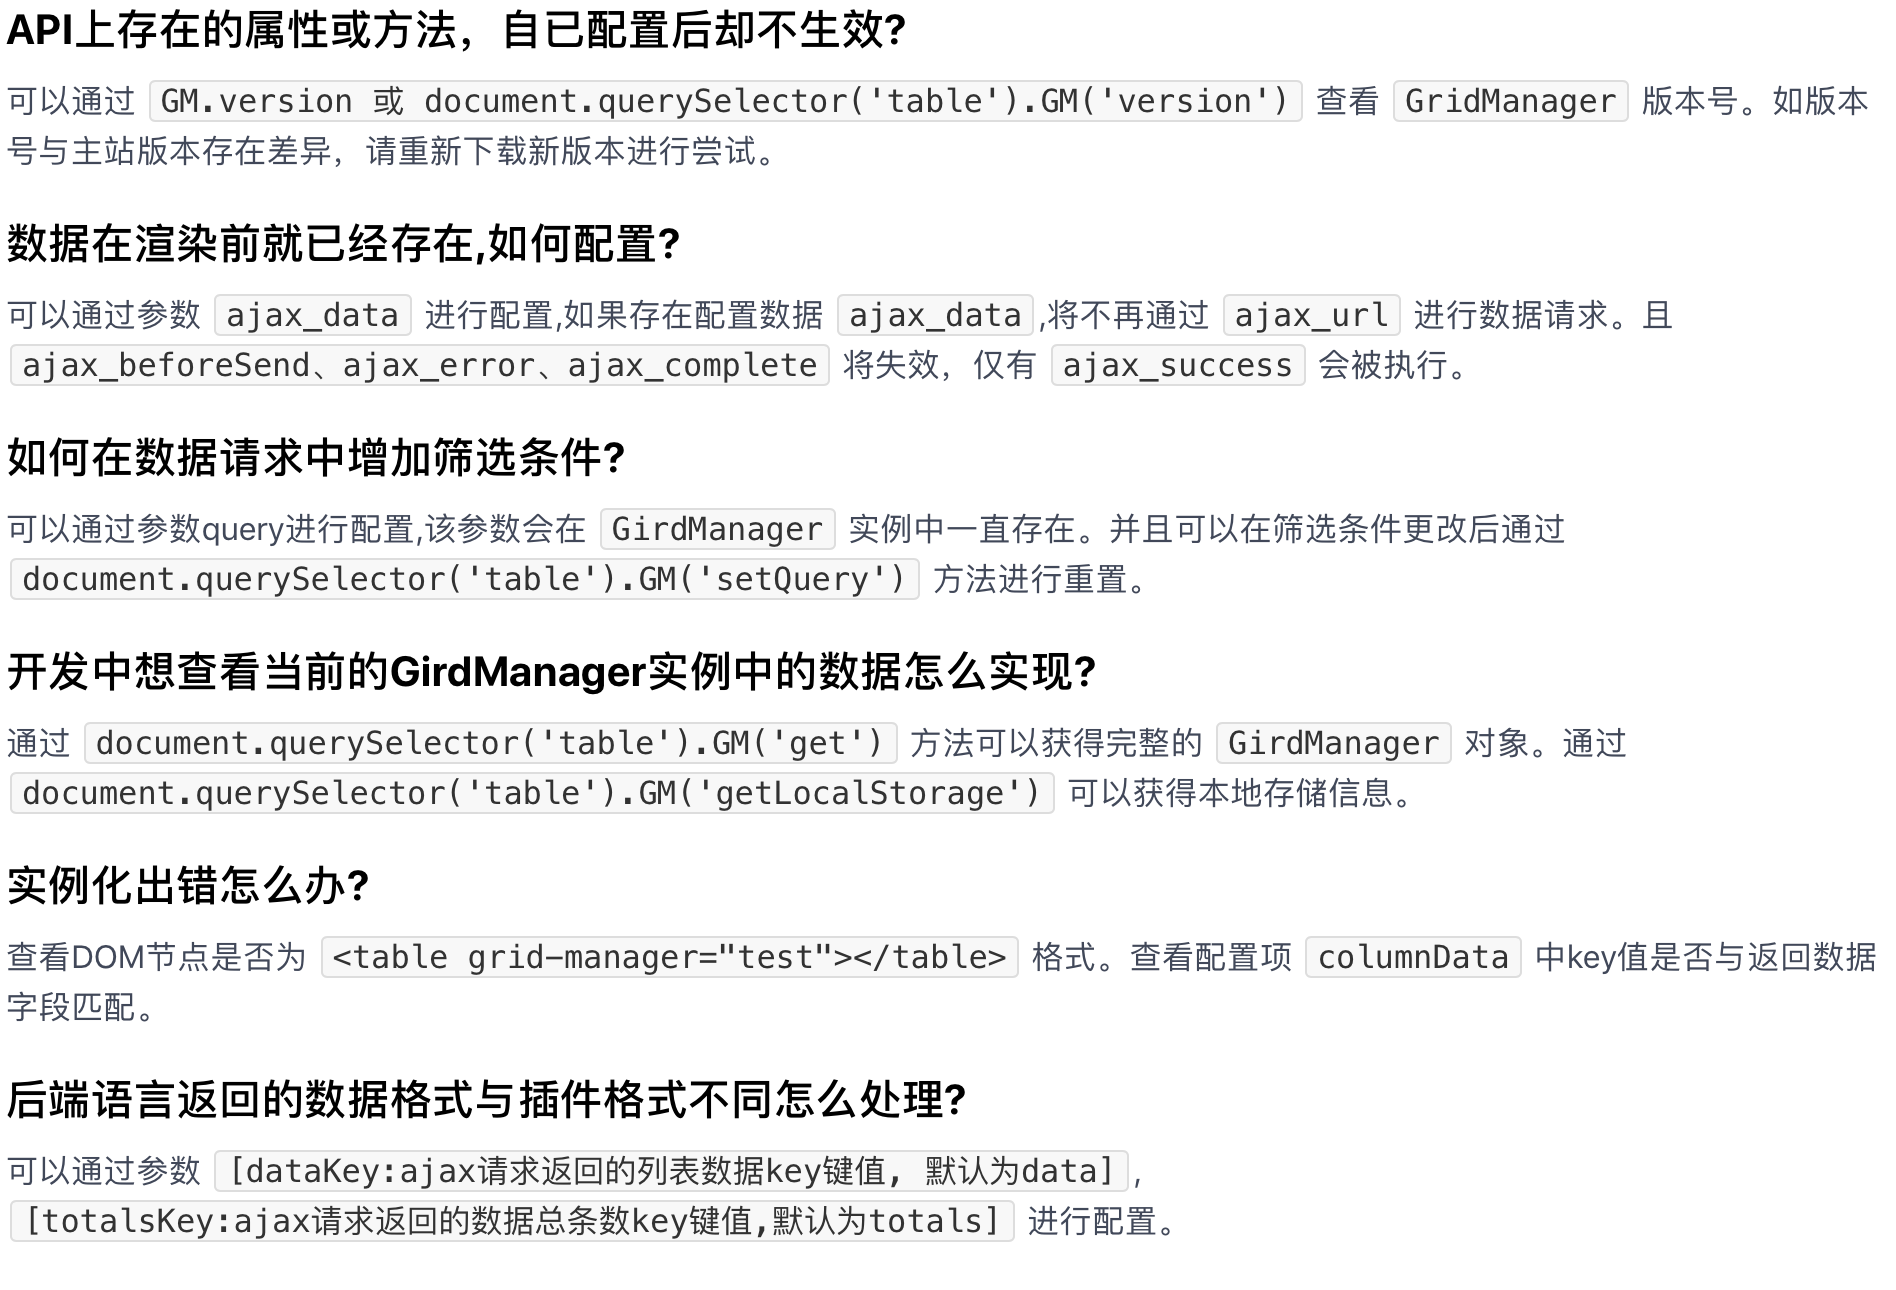 API上存在的属性或方法，自已配置后却不生效?
可以通过 GM.version 或 document.querySelector('table').GM('version') 查看 GridManager 版本号。如版本
号与主站版本存在差异，请重新下载新版本进行尝试。
数据在渲染前就已经存在,如何配置?
可以通过参数 ajax_data 进行配置,如果存在配置数据 ajax_data ,将不再通过 ajax_url 进行数据请求。且
ajax_beforeSend、ajax_error、ajax_complete 将失效，仅有 ajax_success 会被执行。
如何在数据请求中增加筛选条件?
可以通过参数query进行配置,该参数会在 GirdManager 实例中一直存在。并且可以在筛选条件更改后通过
document.querySelector('table').GM('setQuery') 方法进行重置。
开发中想查看当前的GirdManager实例中的数据怎么实现?
通过 document.querySelector('table').GM('get') 方法可以获得完整的 GirdManager 对象。通过
document.querySelector('table').GM('getLocalStorage') 可以获得本地存储信息。
实例化出错怎么办?
查看DOM节点是否为 <table grid-manager="test"></table> 格式。查看配置项 columnData 中key值是否与返回数据
字段匹配。
后端语言返回的数据格式与插件格式不同怎么处理?
可以通过参数 [dataKey:ajax请求返回的列表数据key键值, 默认为data] ,
[totalsKey:ajax请求返回的数据总条数key键值,默认为totals] 进行配置。